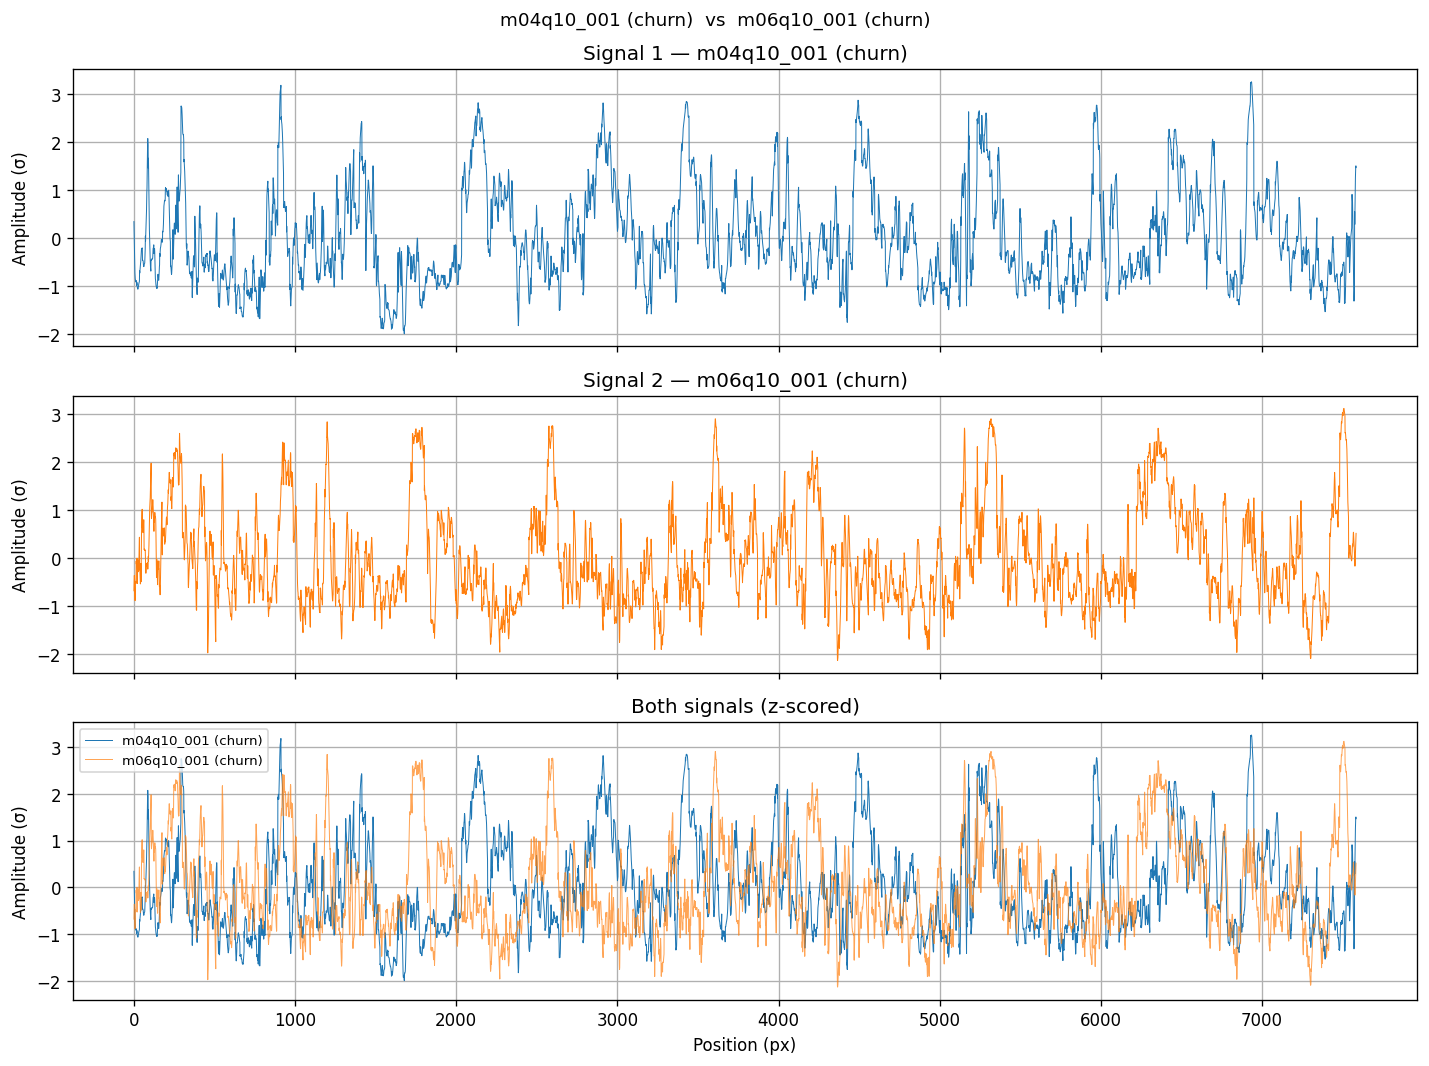 m04q10_001 (churn)  vs  m06q10_001 (churn)
Signal 1 — m04q10_001 (churn)
Amplitude (σ)
3
2
1
0
−1
−2
Signal 2 — m06q10_001 (churn)
Amplitude (σ)
3
2
1
0
−1
−2
Both signals (z-scored)
m04q10_001 (churn)
m06q10_001 (churn)
Amplitude (σ)
3
2
1
0
−1
−2
0 1000 2000 3000 4000 5000 6000 7000
Position (px)